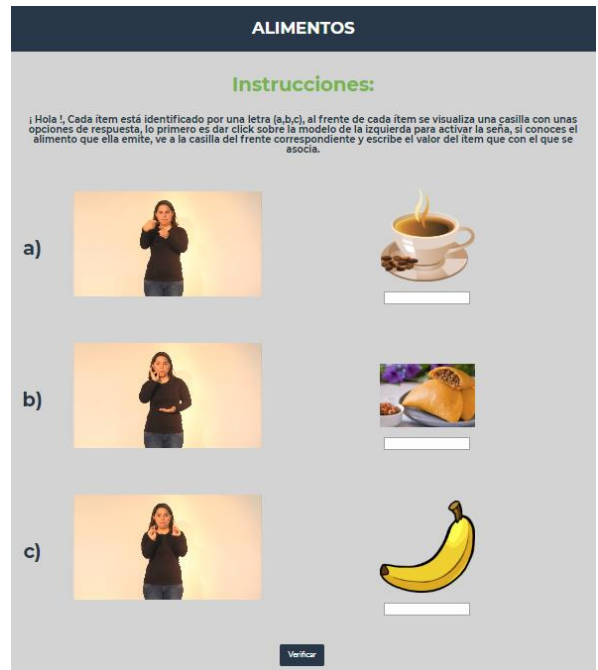 ALIMENTOS
Instrucciones:
¡ Hola !, Cada ítem está identificado por una letra (a,b,c), al frente de cada ítem se visualiza una casilla con unas
opciones de respuesta, lo primero es dar click sobre la modelo de la izquierda para activar la seña, si conoces el
alimento que ella emite, ve a la casilla del frente correspondiente y escribe el valor del ítem que con el que se
asocia.
a)
b)
c)
Verificar